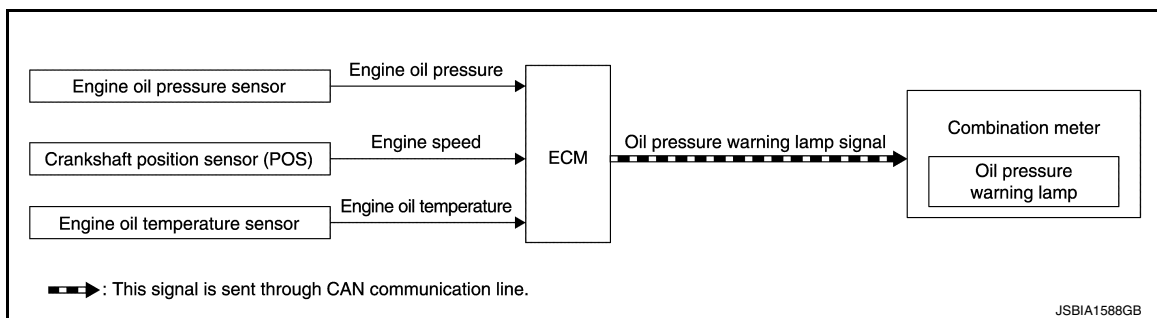 Engine oil pressure sensor
Engine oil pressure
Crankshaft position sensor (POS)
Engine speed
Engine oil temperature sensor
Engine oil temperature
ECM
Oil pressure warning lamp signal
Combination meter
Oil pressure
warning lamp
: This signal is sent through CAN communication line.
JSBIA1588GB